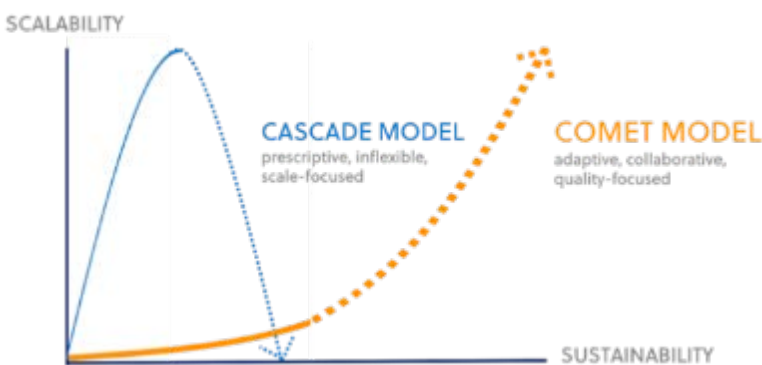 SCALABILITY
CASCADE MODEL
prescriptive, inflexible,
scale-focused
COMET MODEL
adaptive, collaborative,
quality-focused
SUSTAINABILITY